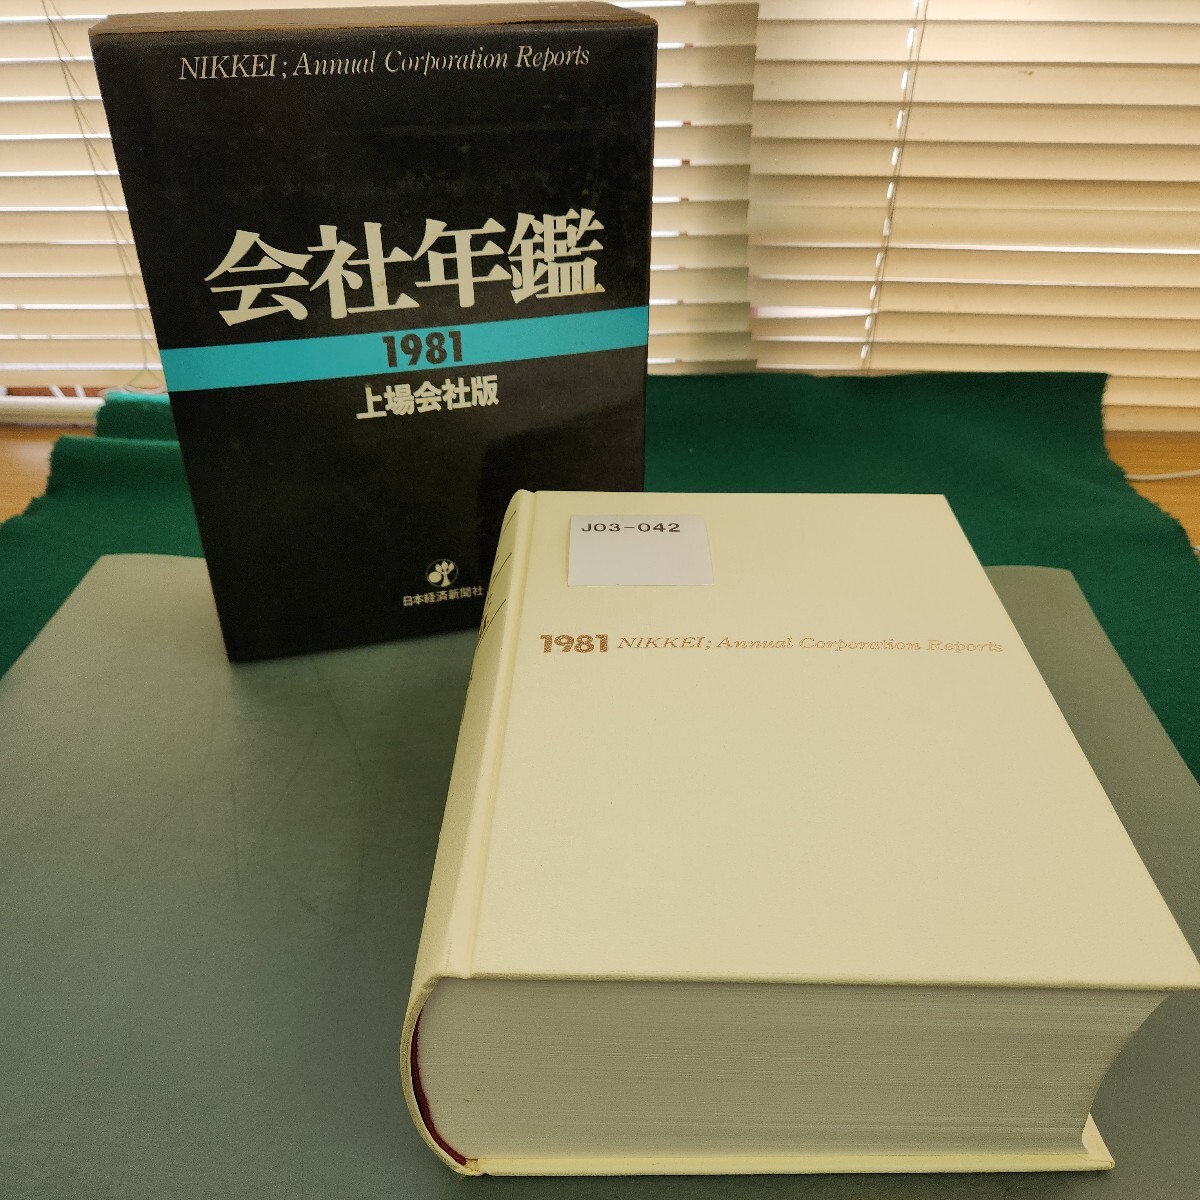 NIKKEI; Annual Corporation Reports
会社年鑑
1981
上場会社版
日本経済新聞社
J03-042
1981 NIKKEI; Annual Corporation Reports